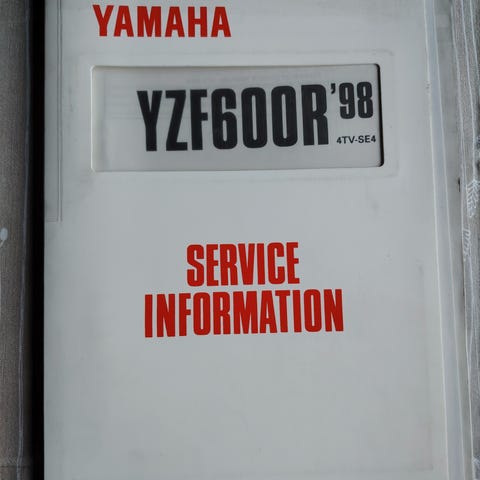 YAMAHA
YZF600R'98
4TV-SE4
SERVICE
INFORMATION